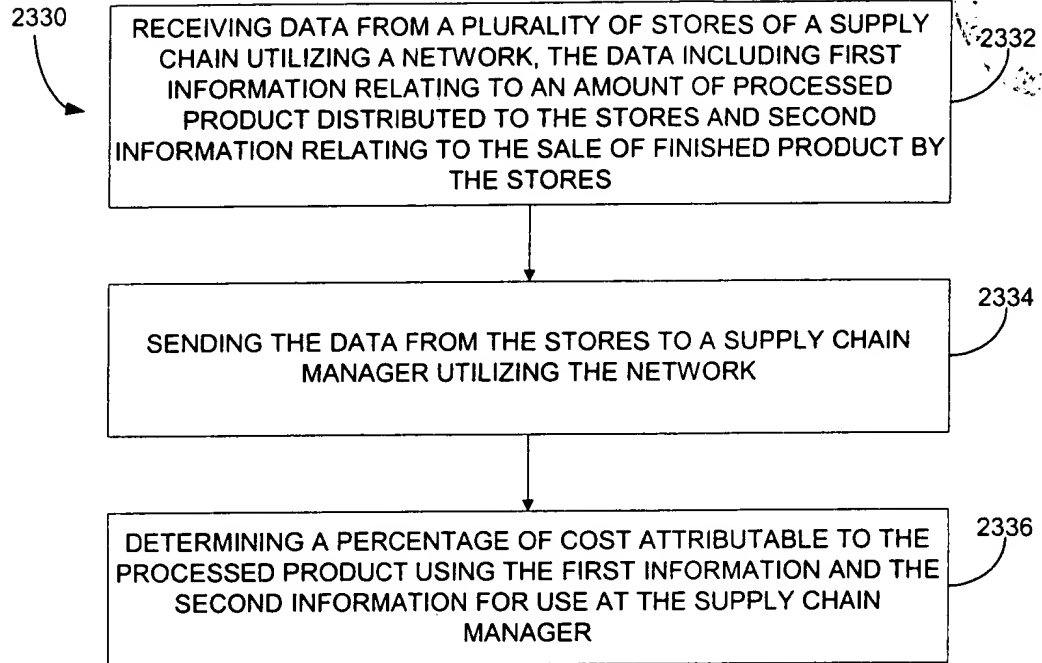 2330
RECEIVING DATA FROM A PLURALITY OF STORES OF A SUPPLY
CHAIN UTILIZING A NETWORK, THE DATA INCLUDING FIRST
INFORMATION RELATING TO AN AMOUNT OF PROCESSED
PRODUCT DISTRIBUTED TO THE STORES AND SECOND
INFORMATION RELATING TO THE SALE OF FINISHED PRODUCT BY
THE STORES
2332
SENDING THE DATA FROM THE STORES TO A SUPPLY CHAIN
MANAGER UTILIZING THE NETWORK
2334
DETERMINING A PERCENTAGE OF COST ATTRIBUTABLE TO THE
PROCESSED PRODUCT USING THE FIRST INFORMATION AND THE
SECOND INFORMATION FOR USE AT THE SUPPLY CHAIN
MANAGER
2336